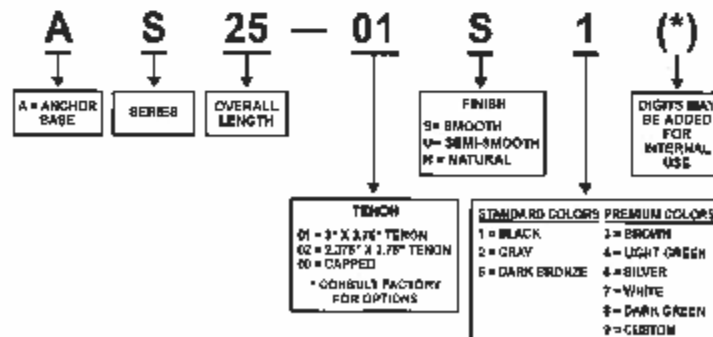 A S 25 — 01 S 1 (*)
A = ANCHOR
BASE
SERIES
OVERALL
LENGTH
FINISH
S = SMOOTH
U = SEMI-SMOOTH
N = NATURAL
DIGITS MAY
BE ADDED
FOR
INTERNAL
USE
TENON
01 = 3" X 3.75" TENON
02 = 2.375" X 3.75" TENON
00 = CAPPED
* CONSULT FACTORY
FOR OPTIONS
STANDARD COLORS
1 = BLACK
2 = GRAY
5 = DARK BRONZE
PREMIUM COLORS
3 = BROWN
4 = LIGHT GREEN
6 = SILVER
7 = WHITE
8 = DARK GREEN
9 = CUSTOM